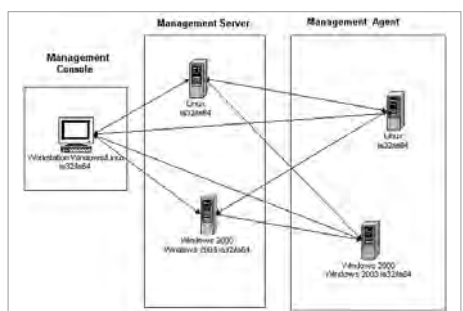 Management Server
Management Agent
Management
Console
Linux
ia32/ia64
Linux
ia32/ia64
Workstation Windows/Linux
ia32/ia64
Windows 2000
Windows 2003 ia32/ia64
Windows 2000
Windows 2003 ia32/ia64